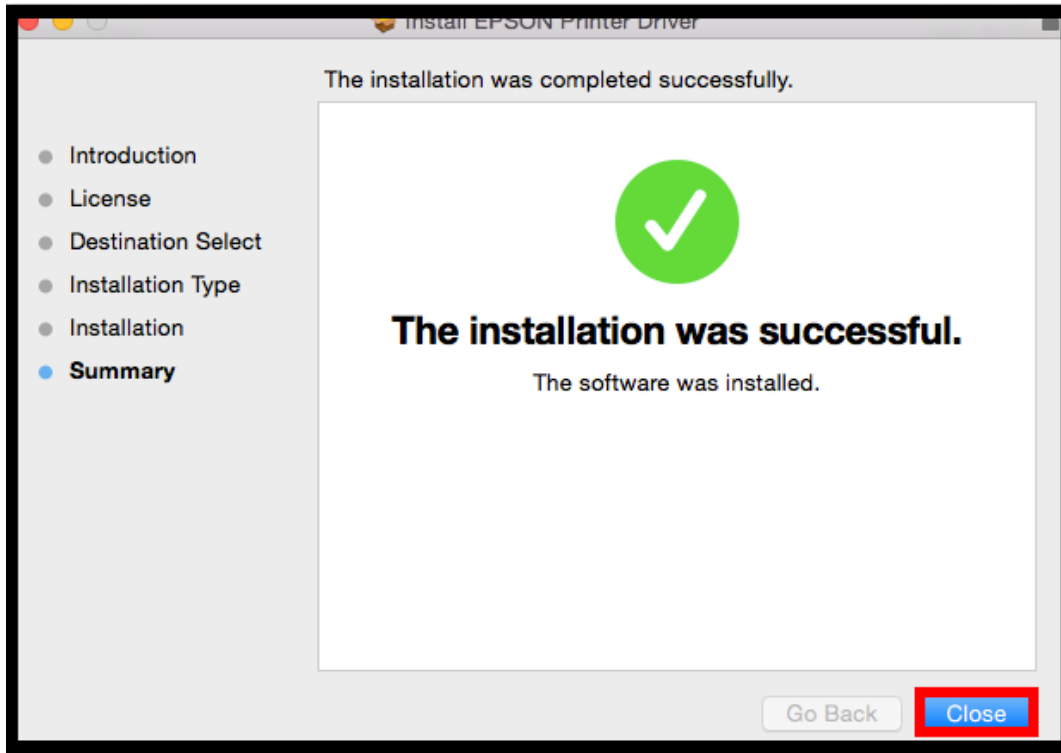 Install EPSON Printer Driver
The installation was completed successfully.
Introduction
License
Destination Select
Installation Type
Installation
Summary
The installation was successful.
The software was installed.
Go Back
Close